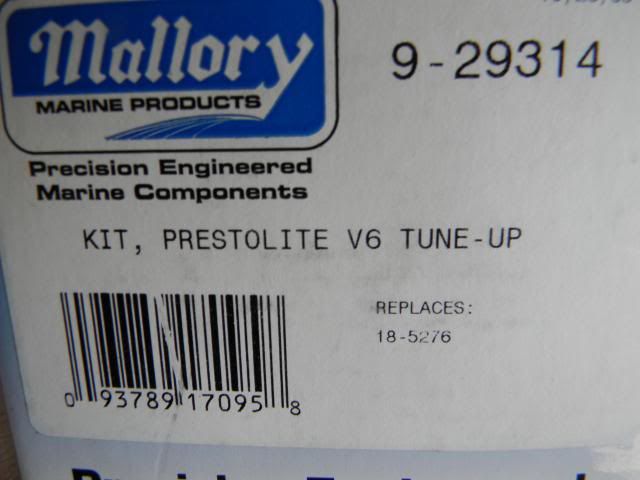 Mallory
MARINE PRODUCTS
Precision Engineered
Marine Components
9-29314
KIT, PRESTOLITE V6 TUNE-UP
REPLACES:
18-5276
0 93789 17095 8